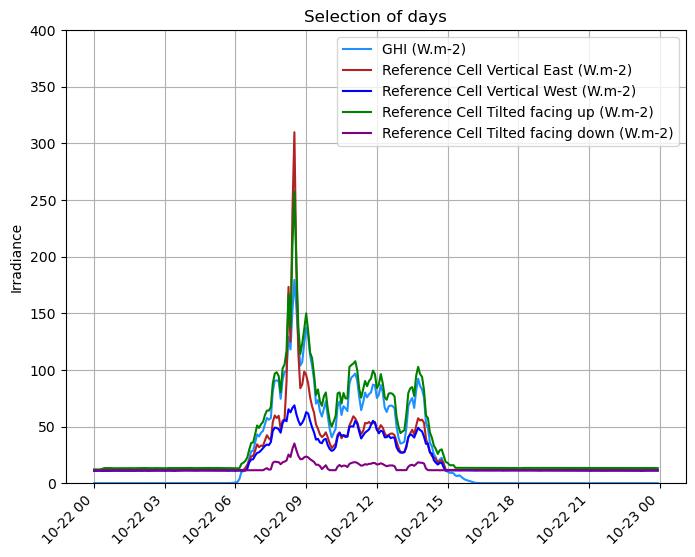 Selection of days
400
350
300
250
200
150
100
50
0
Irradiance
GHI (W.m-2)
Reference Cell Vertical East (W.m-2)
Reference Cell Vertical West (W.m-2)
Reference Cell Tilted facing up (W.m-2)
Reference Cell Tilted facing down (W.m-2)
10-22 00
10-22 03
10-22 06
10-22 09
10-22 12
10-22 15
10-22 18
10-22 21
10-23 00